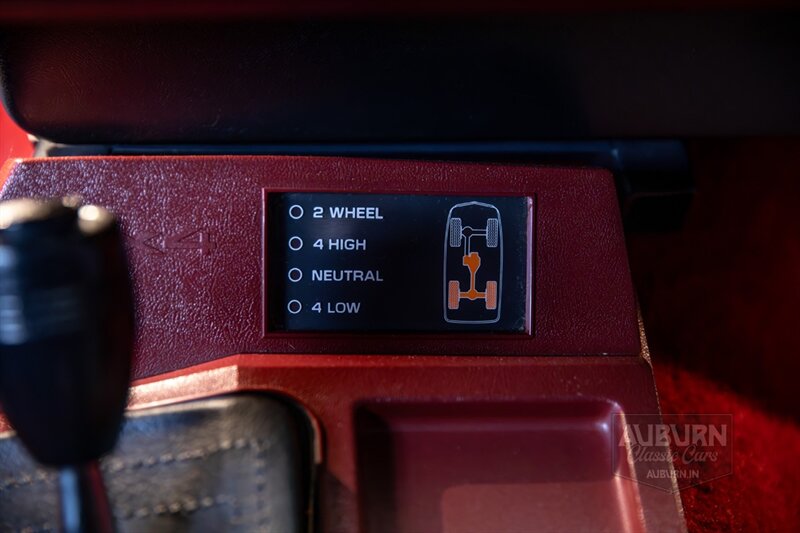 2 WHEEL
4 HIGH
NEUTRAL
4 LOW
AUBURN
Classic Cars
AUBURN.IN